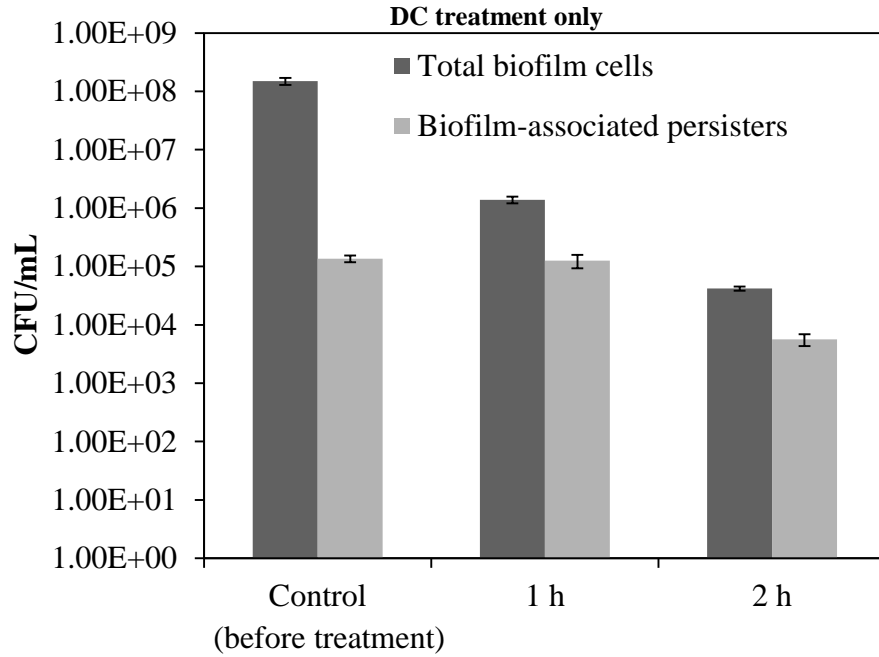 DC treatment only
1.00E+09
1.00E+08
1.00E+07
1.00E+06
1.00E+05
1.00E+04
1.00E+03
1.00E+02
1.00E+01
1.00E+00
CFU/mL
Total biofilm cells
Biofilm-associated persisters
Control
(before treatment)
1 h
2 h